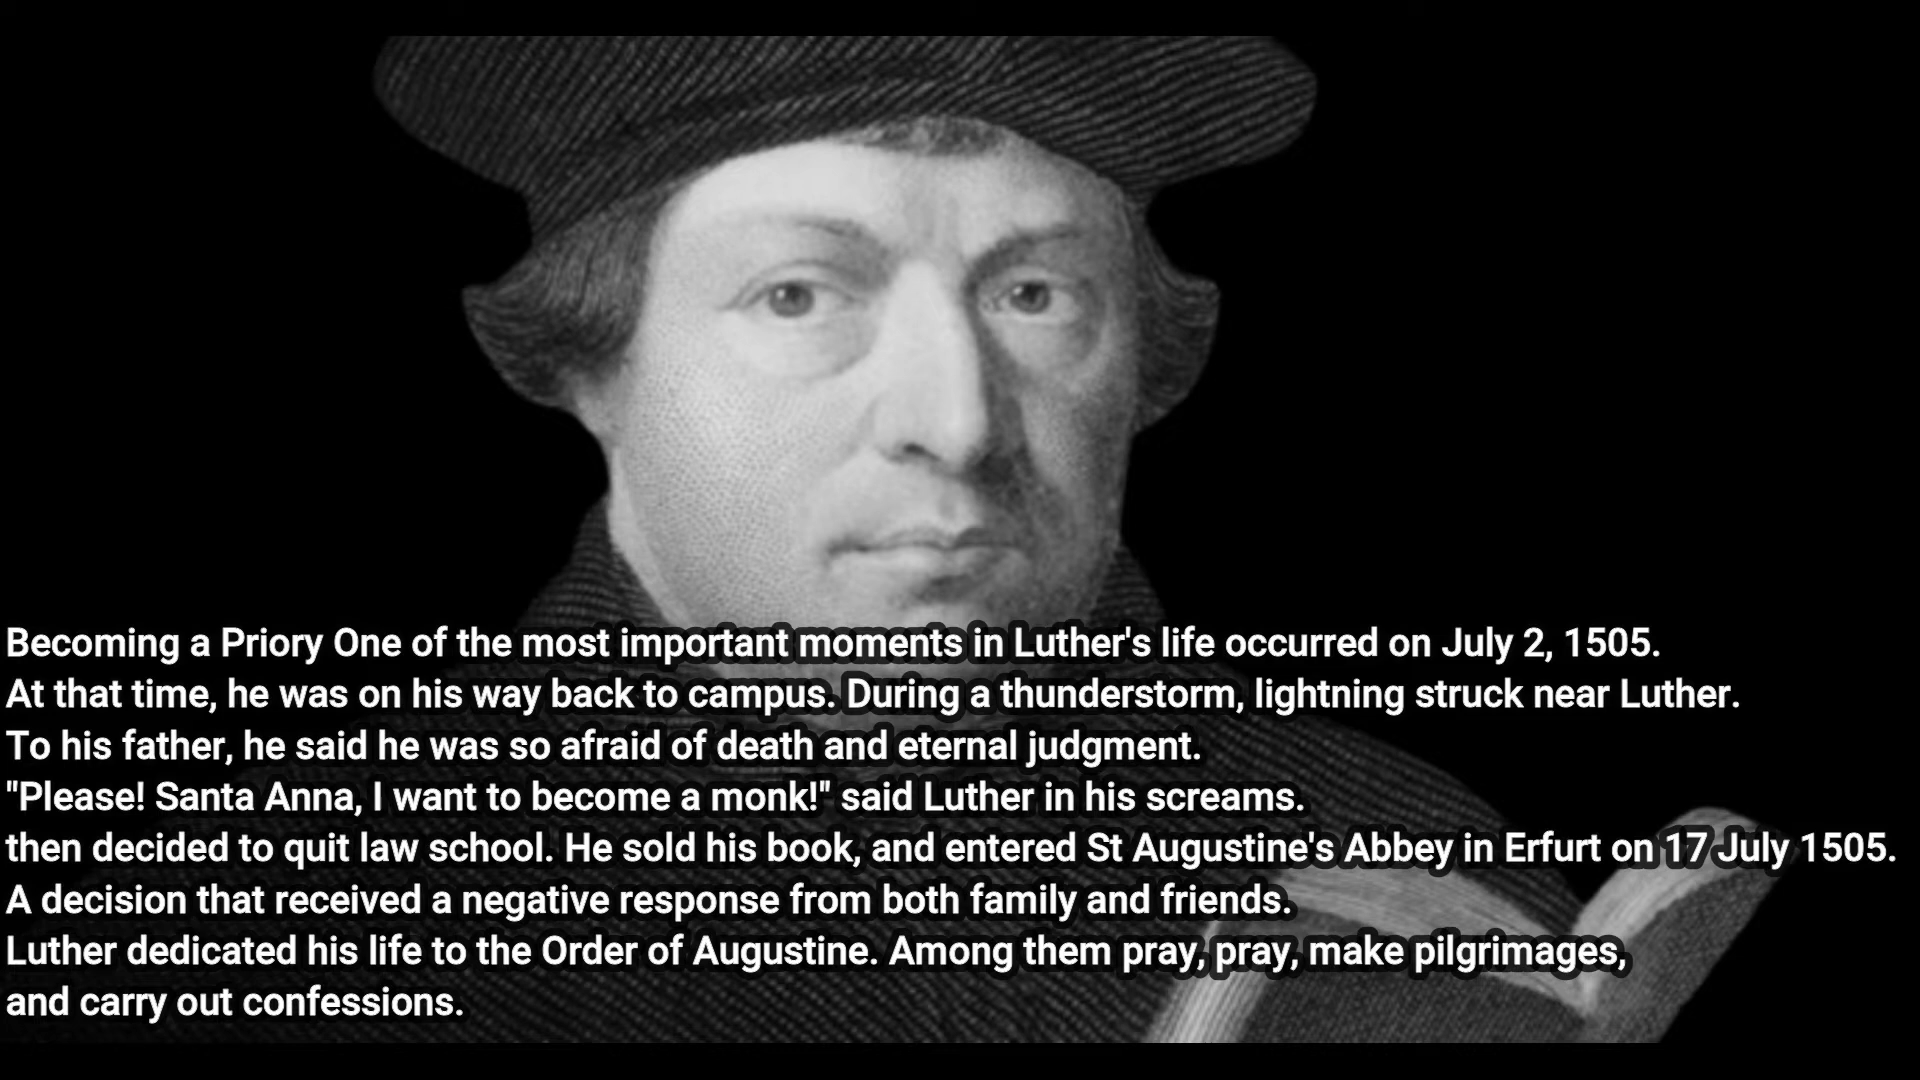 Becoming a Priory One of the most important moments in Luther's life occurred on July 2, 1505.
At that time, he was on his way back to campus. During a thunderstorm, lightning struck near Luther.
To his father, he said he was so afraid of death and eternal judgment.
"Please! Santa Anna, I want to become a monk!" said Luther in his screams.
then decided to quit law school. He sold his book, and entered St Augustine's Abbey in Erfurt on 17 July 1505.
A decision that received a negative response from both family and friends.
Luther dedicated his life to the Order of Augustine. Among them pray, pray, make pilgrimages,
and carry out confessions.